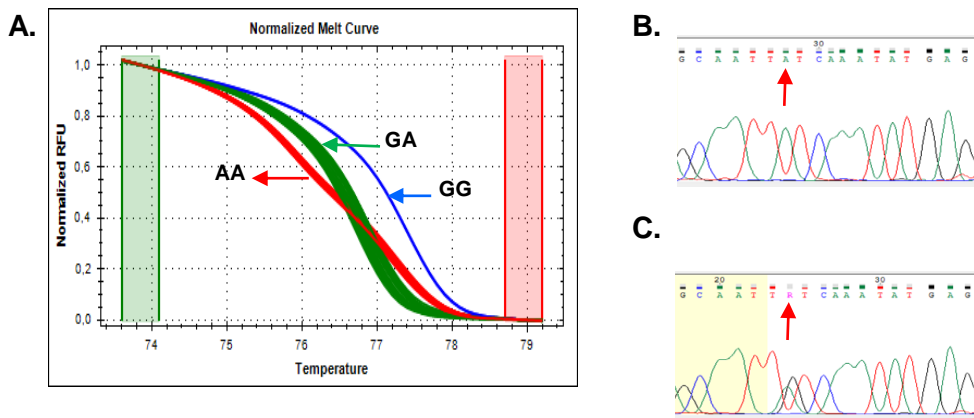 A.
Normalized Melt Curve
Normalized RFU
1,0
0,8
0,6
0,4
0,2
0,0
GA
AA
GG
74 75 76 77 78 79
Temperature
B.
30
G C A A T T A T C A A A T A T G A G
C.
20 30
G C A A T T R T C A A A T A T G A G